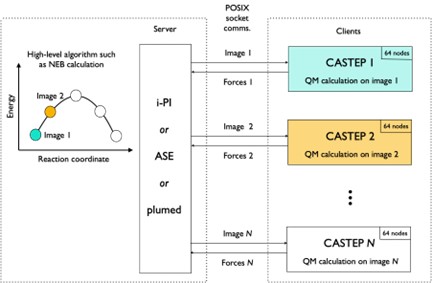 POSIX
socket
comms.
Server
Clients
High-level algorithm such
as NEB calculation
Energy
Image 2
Image 1
Reaction coordinate
i-PI
or
ASE
or
plumed
Image 1
Forces 1
64 nodes
CASTEP 1
QM calculation on image 1
Image 2
Forces 2
64 nodes
CASTEP 2
QM calculation on image 2
Image N
Forces N
64 nodes
CASTEP N
QM calculation on image N